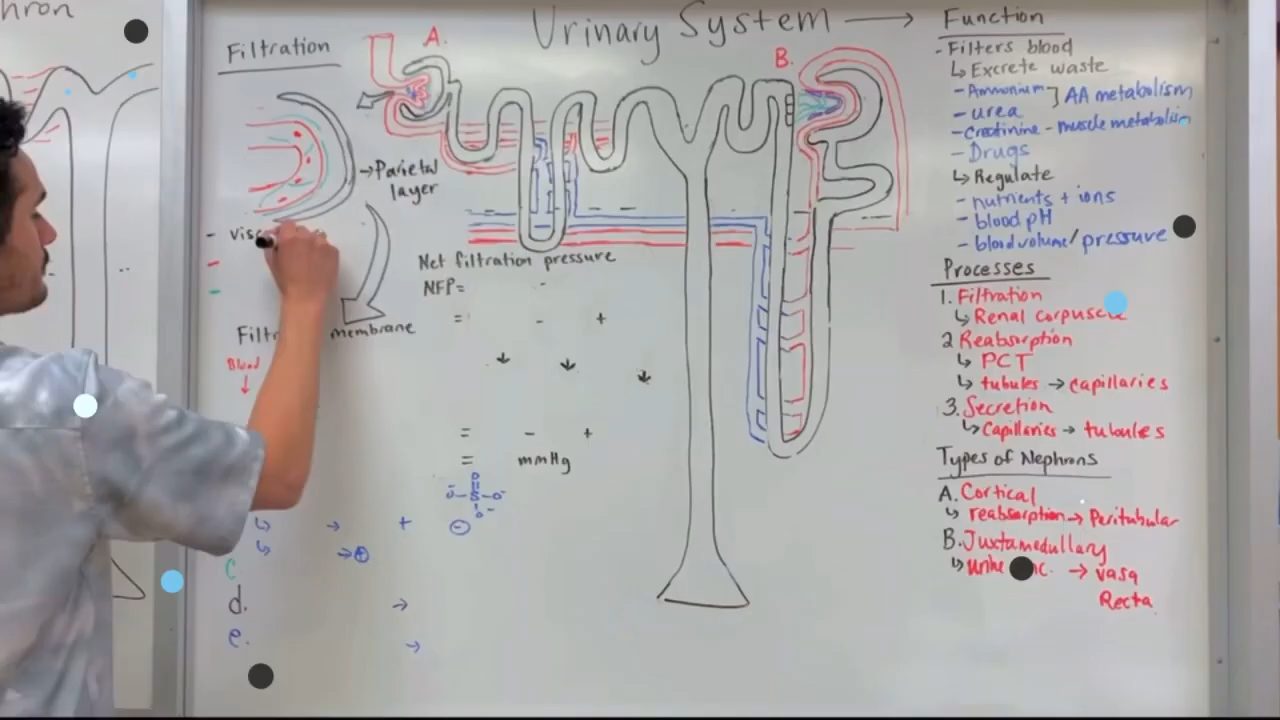 hron
Urinary System →
Filtration
A.
B.
→Parietal
layer
- visc
Net filtration pressure
NFP=
= - +
↓ ↓ ↓
= - +
= mmHg
membrane
Blood
↓
O
O⁻ – S – O⁻
O⁻
⊖
↳ → +
↳ →⊕
C.
d. →
e. →
Function
- Filters blood
↳ Excrete waste
- Ammonium ] AA metabolism
- urea
- Creatinine - muscle metabolism
- Drugs
↳ Regulate
- nutrients + ions
- blood pH
- blood volume/pressure
Processes
1. Filtration
↳ Renal corpuscle
2 Reabsorption
↳ PCT
↳ tubules → capillaries
3. Secretion
↳ Capillaries → tubules
Types of Nephrons
A. Cortical
↳ reabsorption → Peritubular
B. Juxtamedullary
↳ → vasa
Recta